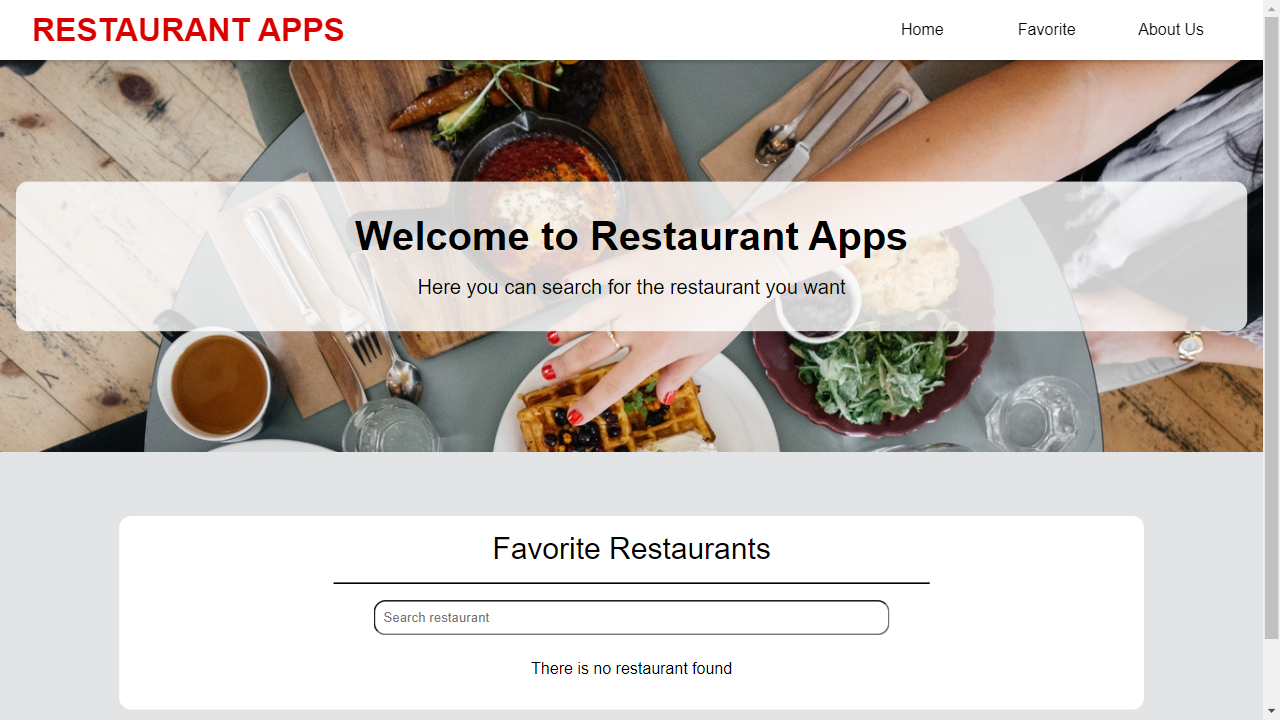 RESTAURANT APPS
Home
Favorite
About Us
Welcome to Restaurant Apps
Here you can search for the restaurant you want
Favorite Restaurants
Search restaurant
There is no restaurant found